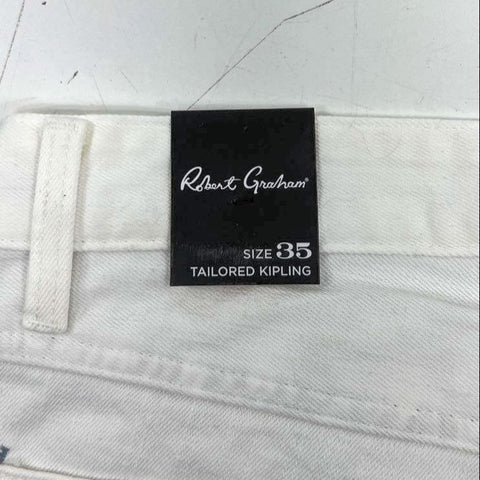 Robert Graham®
SIZE 35
TAILORED KIPLING